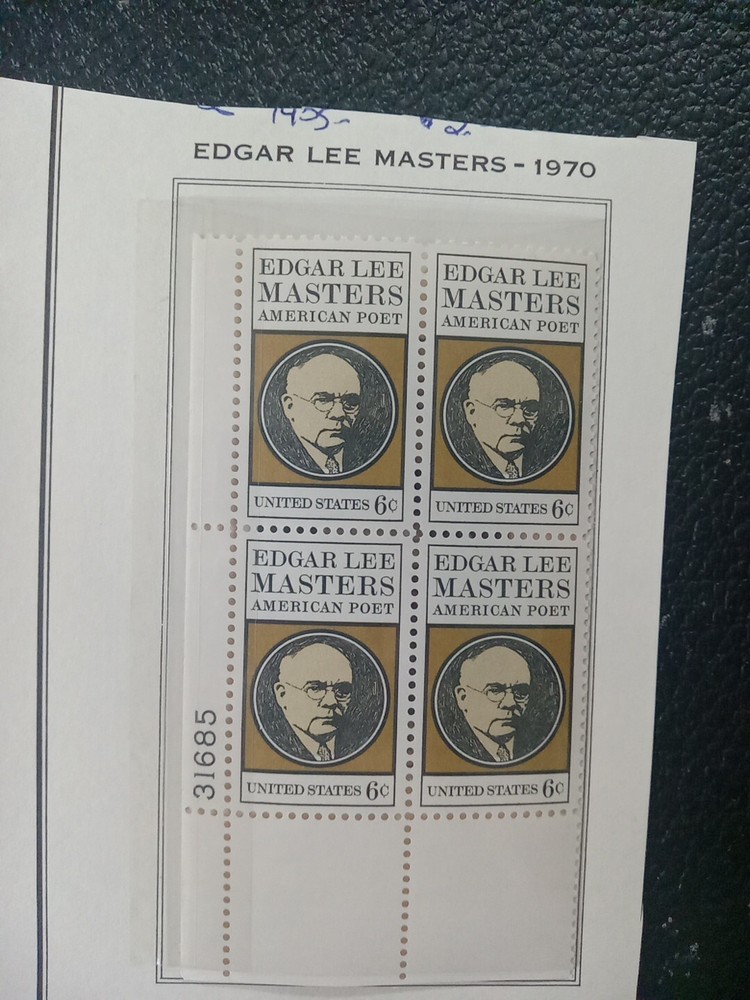 EDGAR LEE MASTERS - 1970
EDGAR LEE
MASTERS
AMERICAN POET
UNITED STATES 6¢
EDGAR LEE
MASTERS
AMERICAN POET
UNITED STATES 6¢
EDGAR LEE
MASTERS
AMERICAN POET
UNITED STATES 6¢
EDGAR LEE
MASTERS
AMERICAN POET
UNITED STATES 6¢
31685